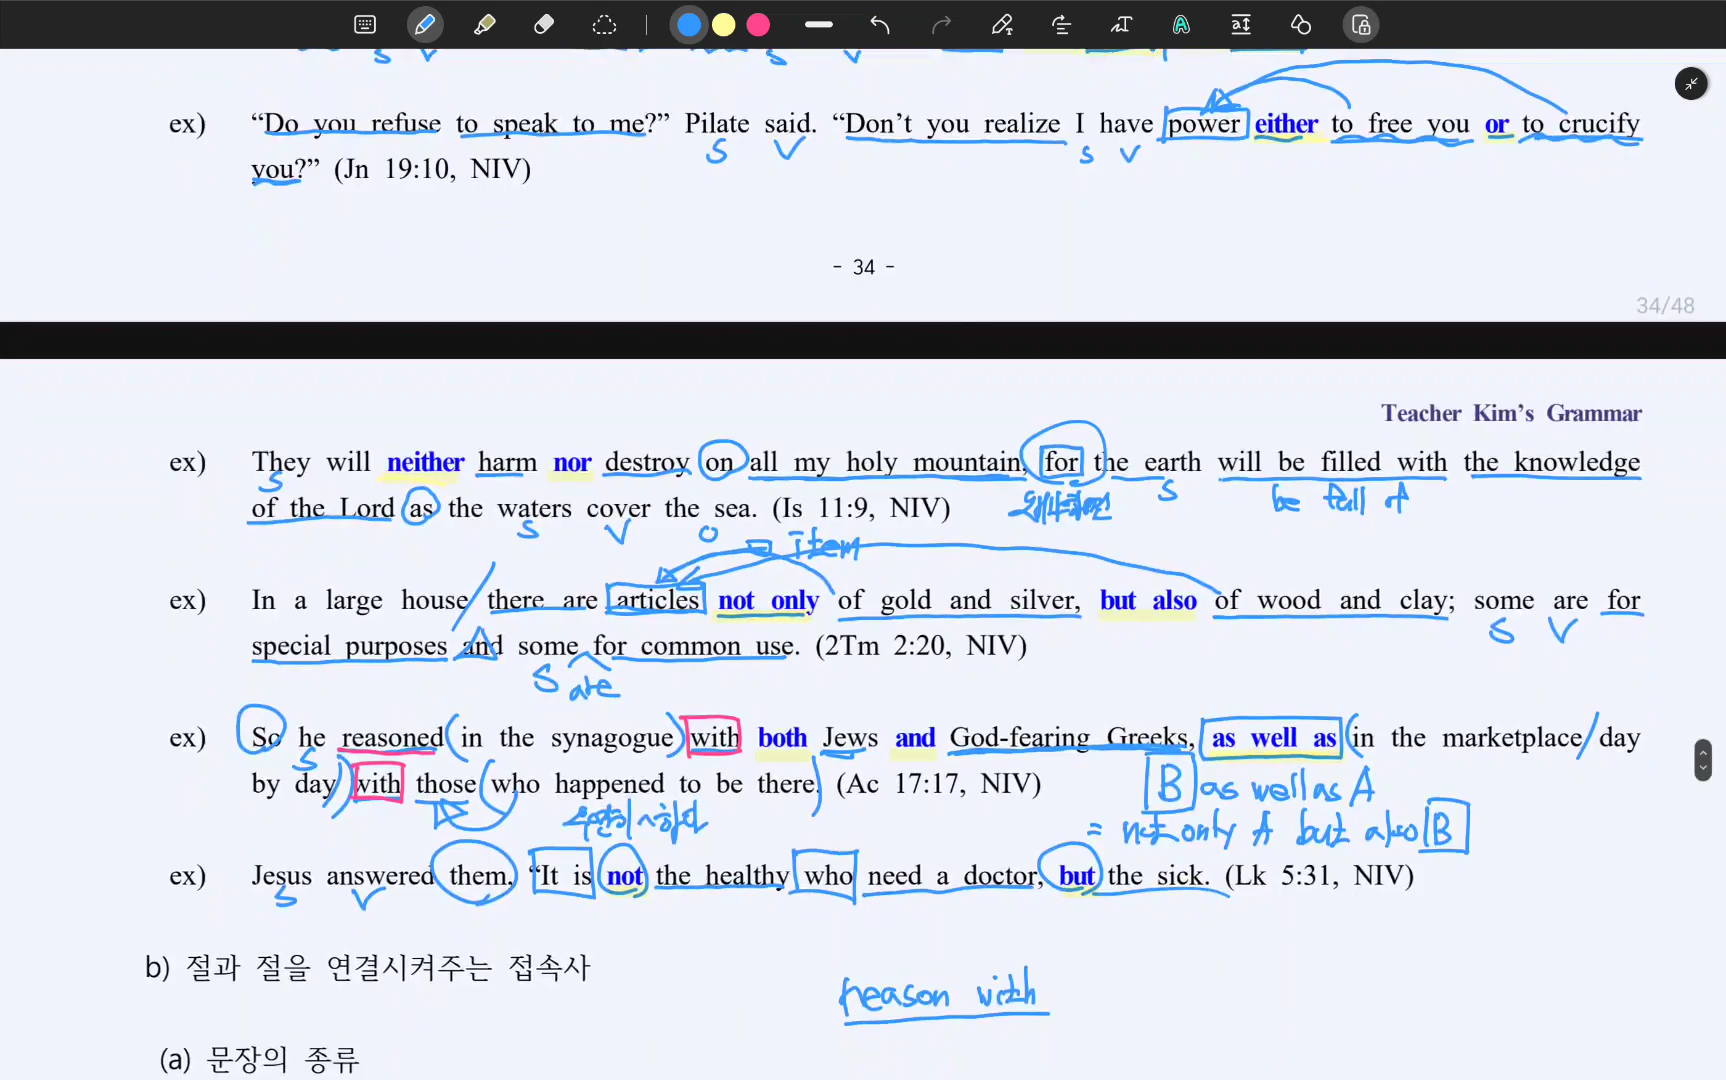 S V S V
ex) “Do you refuse to speak to me?” Pilate said. “Don’t you realize I have power either to free you or to crucify
S V S V
you?” (Jn 19:10, NIV)
- 34 -
34/48
Teacher Kim’s Grammar
ex) They will neither harm nor destroy on all my holy mountain, for the earth will be filled with the knowledge
S 왜냐하면 S be full of
of the Lord as the waters cover the sea. (Is 11:9, NIV)
S V O
item
ex) In a large house there are articles not only of gold and silver, but also of wood and clay; some are for
S V
special purposes and some for common use. (2Tm 2:20, NIV)
S are
ex) So he reasoned in the synagogue with both Jews and God-fearing Greeks, as well as in the marketplace day
S
by day with those who happened to be there. (Ac 17:17, NIV)
B as well as A
우연히 ~하다
= not only A but also B
ex) Jesus answered them, “It is not the healthy who need a doctor, but the sick. (Lk 5:31, NIV)
S V
b) 절과 절을 연결시켜주는 접속사
reason with
(a) 문장의 종류